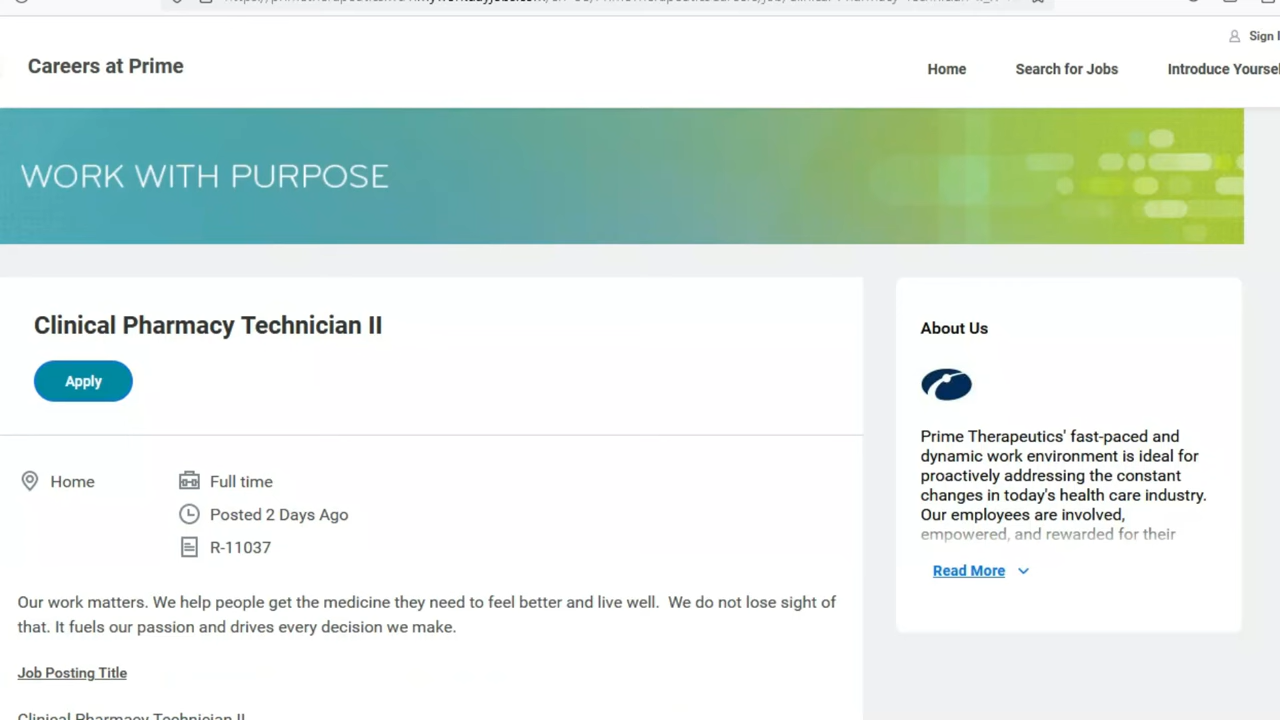 Sign
Careers at Prime
Home
Search for Jobs
Introduce
WORK WITH PURPOSE
Clinical Pharmacy Technician II
Apply
Home
Full time
Posted 2 Days Ago
R-11037
Our work matters. We help people get the medicine they need to feel better and live well.  We do not lose sight of
that. It fuels our passion and drives every decision we make.
Job Posting Title
Clinical Pharmacy Technician II
About Us
Prime Therapeutics' fast-paced and
dynamic work environment is ideal for
proactively addressing the constant
changes in today's health care industry.
Our employees are involved,
empowered, and rewarded for their
Read More